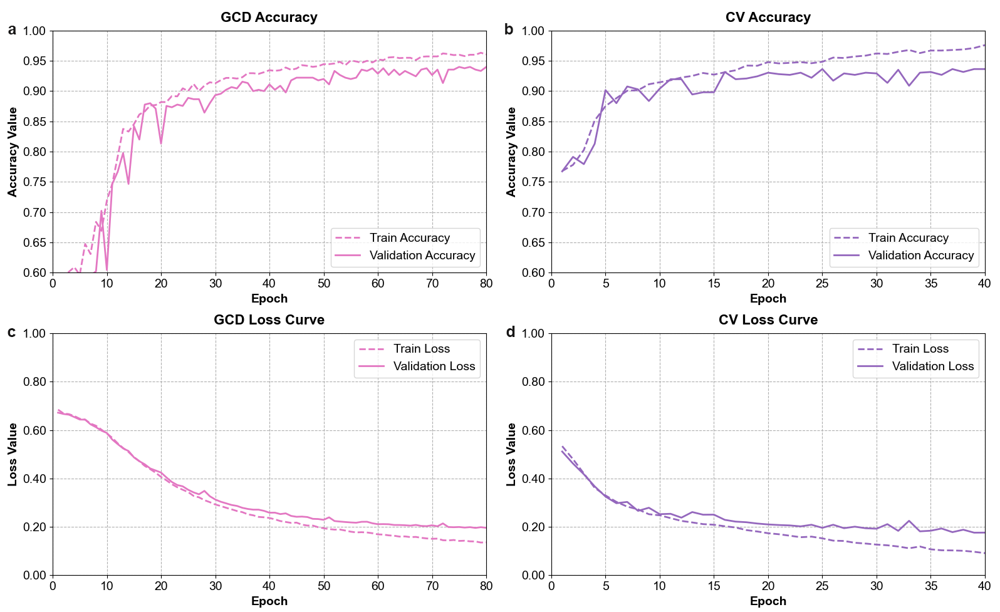 a
GCD Accuracy
Accuracy Value
1.00
0.95
0.90
0.85
0.80
0.75
0.70
0.65
0.60
Train Accuracy
Validation Accuracy
0 10 20 30 40 50 60 70 80
Epoch
b
CV Accuracy
Accuracy Value
1.00
0.95
0.90
0.85
0.80
0.75
0.70
0.65
0.60
Train Accuracy
Validation Accuracy
0 5 10 15 20 25 30 35 40
Epoch
c
GCD Loss Curve
Loss Value
1.00
0.80
0.60
0.40
0.20
0.00
Train Loss
Validation Loss
0 10 20 30 40 50 60 70 80
Epoch
d
CV Loss Curve
Loss Value
1.00
0.80
0.60
0.40
0.20
0.00
Train Loss
Validation Loss
0 5 10 15 20 25 30 35 40
Epoch